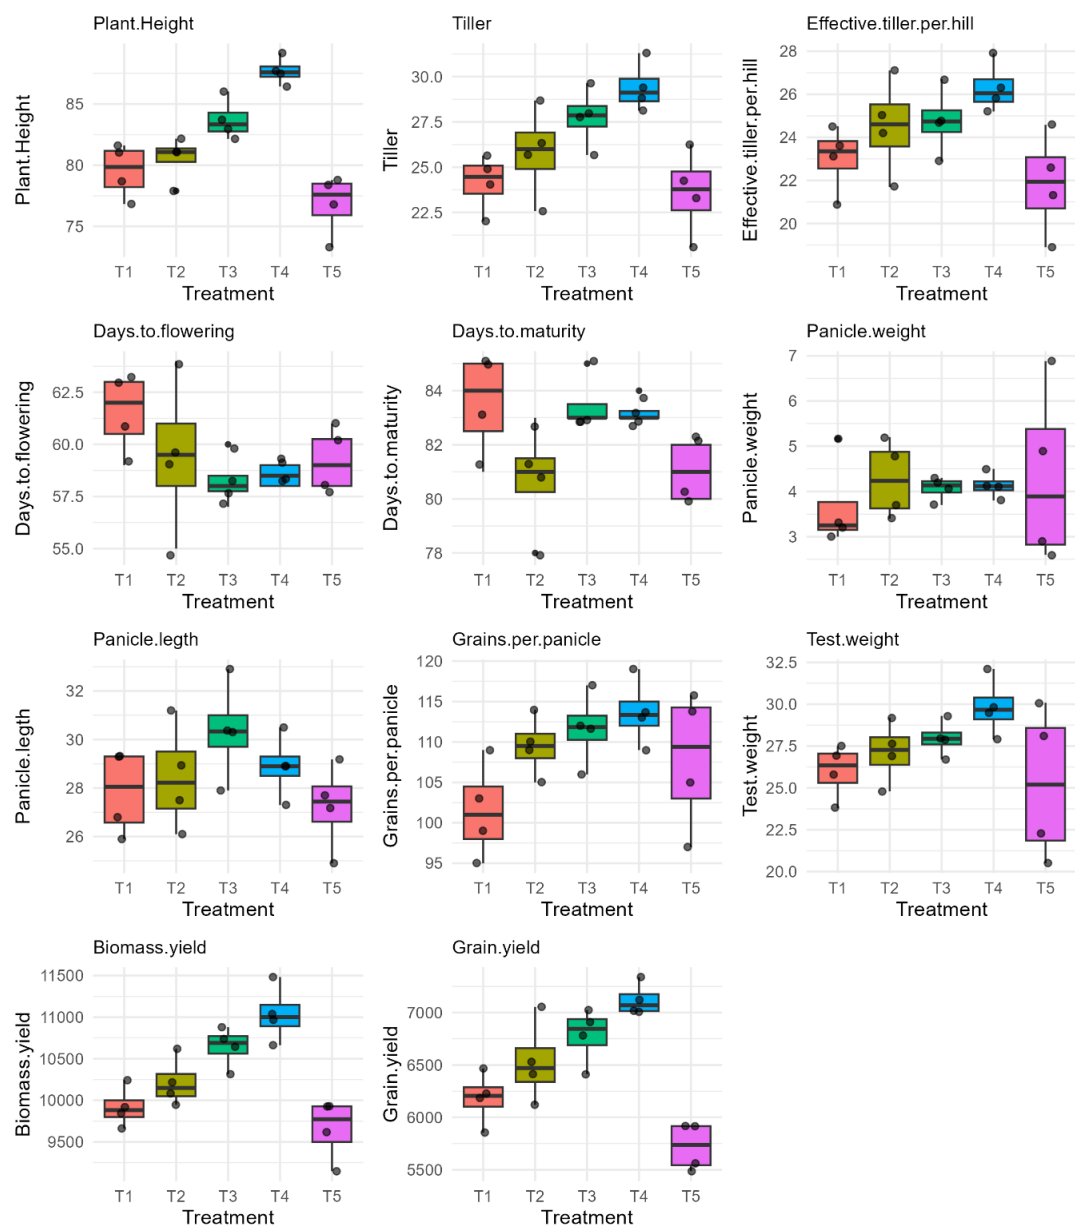 Plant.Height
Plant.Height
85
80
75
T1 T2 T3 T4 T5
Treatment
Tiller
Tiller
30.0
27.5
25.0
22.5
T1 T2 T3 T4 T5
Treatment
Effective.tiller.per.hill
Effective.tiller.per.hill
28
26
24
22
20
T1 T2 T3 T4 T5
Treatment
Days.to.flowering
Days.to.flowering
62.5
60.0
57.5
55.0
T1 T2 T3 T4 T5
Treatment
Days.to.maturity
Days.to.maturity
84
82
80
78
T1 T2 T3 T4 T5
Treatment
Panicle.weight
Panicle.weight
7
6
5
4
3
T1 T2 T3 T4 T5
Treatment
Panicle.legth
Panicle.legth
32
30
28
26
T1 T2 T3 T4 T5
Treatment
Grains.per.panicle
Grains.per.panicle
120
115
110
105
100
95
T1 T2 T3 T4 T5
Treatment
Test.weight
Test.weight
32.5
30.0
27.5
25.0
22.5
20.0
T1 T2 T3 T4 T5
Treatment
Biomass.yield
Biomass.yield
11500
11000
10500
10000
9500
T1 T2 T3 T4 T5
Treatment
Grain.yield
Grain.yield
7000
6500
6000
5500
T1 T2 T3 T4 T5
Treatment